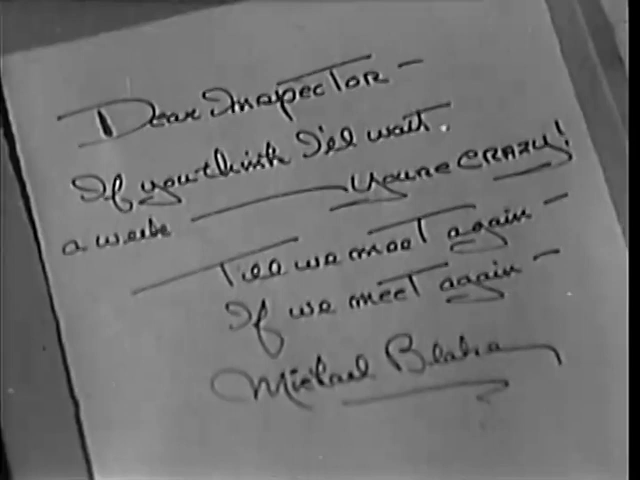 Dear Inspector —
If you think I'll wait
a week — you're CRAZY!
Till we meet again —
If we meet again —
Michael Blake